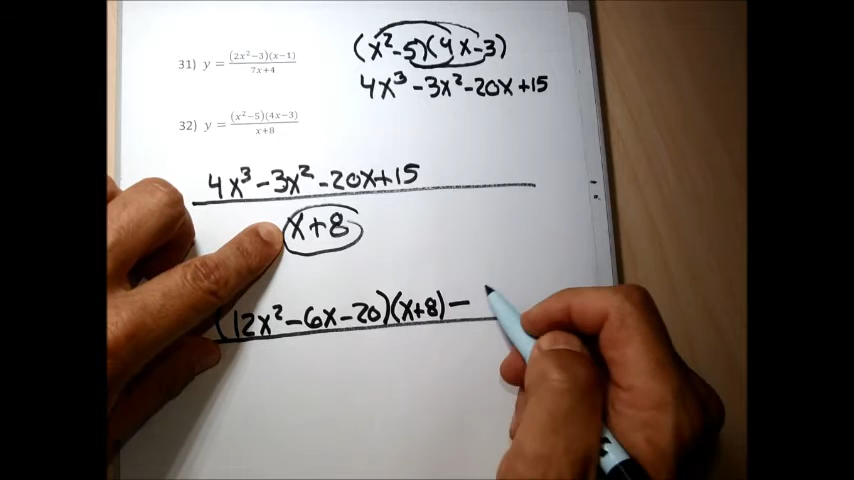 31) y = (2x²−3)(x−1) / 7x+4
(x²-5)(4x-3)
4x³-3x²-20x+15
32) y = (x²−5)(4x−3) / x+8
4x³-3x²-20x+15
x+8
(12x²-6x-20)(x+8)-